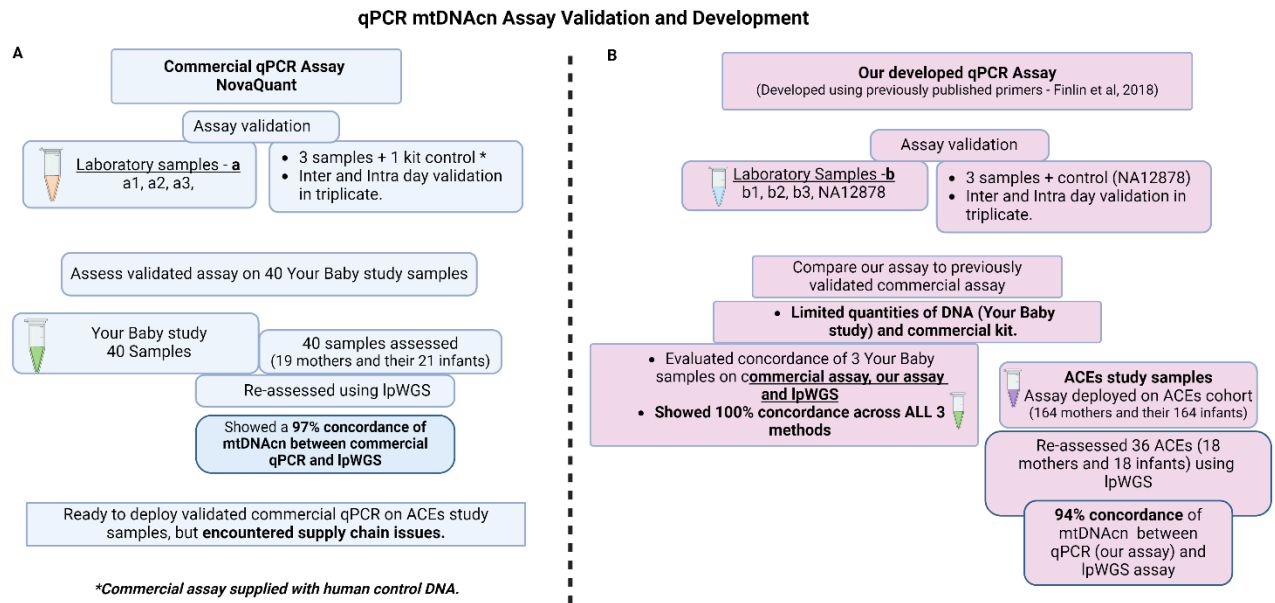 qPCR mtDNAcn Assay Validation and Development
A
Commercial qPCR Assay
NovaQuant
Assay validation
Laboratory samples - a
a1, a2, a3,
• 3 samples + 1 kit control *
• Inter and Intra day validation
in triplicate.
Assess validated assay on 40 Your Baby study samples
Your Baby study
40 Samples
40 samples assessed
(19 mothers and their 21 infants)
Re-assessed using lpWGS
Showed a 97% concordance of
mtDNAcn between commercial
qPCR and lpWGS
Ready to deploy validated commercial qPCR on ACEs study
samples, but encountered supply chain issues.
*Commercial assay supplied with human control DNA.
B
Our developed qPCR Assay
(Developed using previously published primers - Finlin et al, 2018)
Assay validation
Laboratory Samples -b
b1, b2, b3, NA12878
• 3 samples + control (NA12878)
• Inter and Intra day validation in
triplicate.
Compare our assay to previously
validated commercial assay
• Limited quantities of DNA (Your Baby
study) and commercial kit.
• Evaluated concordance of 3 Your Baby
samples on commercial assay, our assay
and lpWGS
• Showed 100% concordance across ALL 3
methods
ACEs study samples
Assay deployed on ACEs cohort
(164 mothers and their 164 infants)
Re-assessed 36 ACEs (18
mothers and 18 infants) using
lpWGS
94% concordance of
mtDNAcn between
qPCR (our assay) and
lpWGS assay